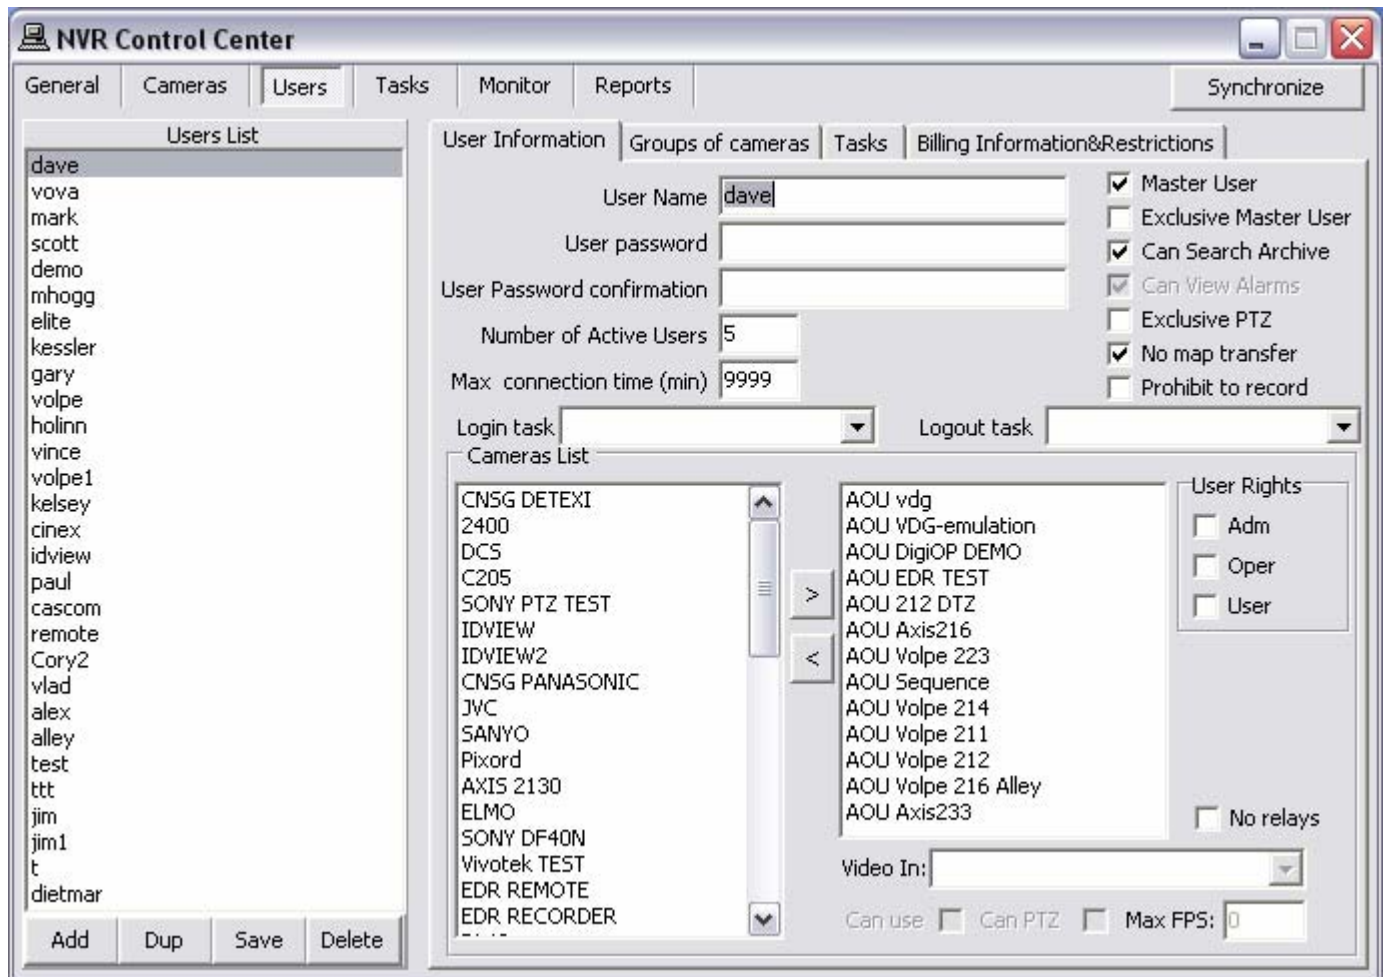 NVR Control Center
General Cameras Users Tasks Monitor Reports Synchronize
Users List
dave
vova
mark
scott
demo
mhogg
elite
kessler
gary
volpe
holinn
vince
volpe1
kelsey
cinex
idview
paul
cascom
remote
Cory2
vlad
alex
alley
test
ttt
jim
jim1
t
dietmar
Add Dup Save Delete
User Information Groups of cameras Tasks Billing Information&Restrictions
User Name dave
User password
User Password confirmation
Number of Active Users 5
Max connection time (min) 9999
Master User
Exclusive Master User
Can Search Archive
Can View Alarms
Exclusive PTZ
No map transfer
Prohibit to record
Login task Logout task
Cameras List
CNSG DETEXI
2400
DCS
C205
SONY PTZ TEST
IDVIEW
IDVIEW2
CNSG PANASONIC
JVC
SANYO
Pixord
AXIS 2130
ELMO
SONY DF40N
Vivotek TEST
EDR REMOTE
EDR RECORDER
>
<
AOU vdg
AOU VDG-emulation
AOU DigiOP DEMO
AOU EDR TEST
AOU 212 DTZ
AOU Axis216
AOU Volpe 223
AOU Sequence
AOU Volpe 214
AOU Volpe 211
AOU Volpe 212
AOU Volpe 216 Alley
AOU Axis233
User Rights
Adm
Oper
User
No relays
Video In:
Can use Can PTZ Max FPS: 0